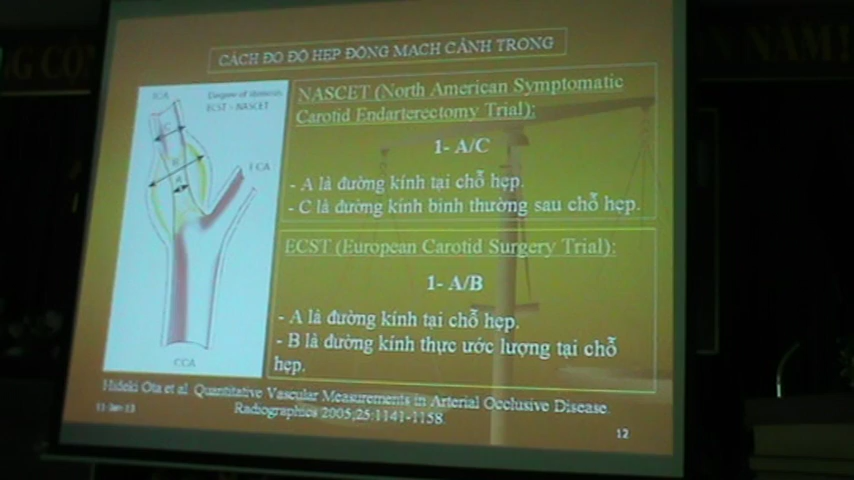 CÁCH ĐO ĐỘ HẸP ĐỘNG MẠCH CẢNH TRONG
ICA
Degree of stenosis
ECST - NASCET
C
B
A
ECA
CCA
NASCET (North American Symptomatic
Carotid Endarterectomy Trial):
1- A/C
- A là đường kính tại chỗ hẹp.
- C là đường kính bình thường sau chỗ hẹp.
ECST (European Carotid Surgery Trial):
1- A/B
- A là đường kính tại chỗ hẹp.
- B là đường kính thực ước lượng tại chỗ
hẹp.
Hideki Ota et al. Quantitative Vascular Measurements in Arterial Occlusive Disease.
Radiographics 2005;25:1141-1158.
12